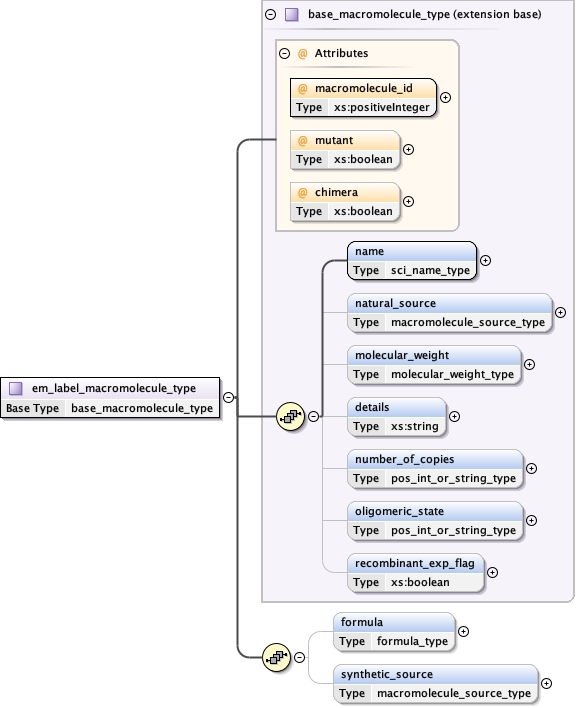 base_macromolecule_type (extension base)
@ Attributes
@ macromolecule_id
Type xs:positiveInteger
@ mutant
Type xs:boolean
@ chimera
Type xs:boolean
name
Type sci_name_type
natural_source
Type macromolecule_source_type
molecular_weight
Type molecular_weight_type
em_label_macromolecule_type
Base Type base_macromolecule_type
details
Type xs:string
number_of_copies
Type pos_int_or_string_type
oligomeric_state
Type pos_int_or_string_type
recombinant_exp_flag
Type xs:boolean
formula
Type formula_type
synthetic_source
Type macromolecule_source_type